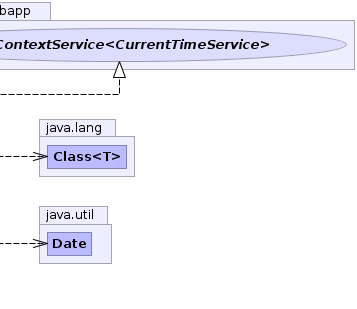 bapp
ContextService<CurrentTimeService>
java.lang
Class<T>
java.util
Date